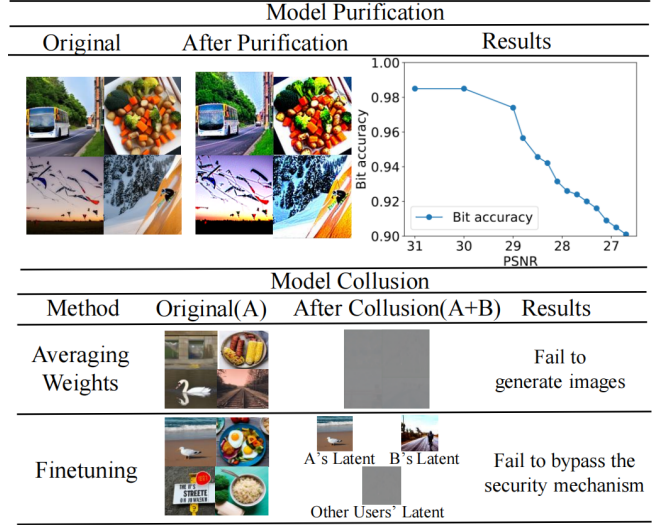 Model Purification
Original After Purification Results
1.00
0.98
0.96
0.94
0.92
0.90
Bit accuracy
Bit accuracy
31 30 29 28 27
PSNR
Model Collusion
Method Original(A) After Collusion(A+B) Results
Averaging
Weights
Fail to
generate images
Finetuning
THE D'S
STREETE
A's Latent B's Latent
Other Users' Latent
Fail to bypass the
security mechanism